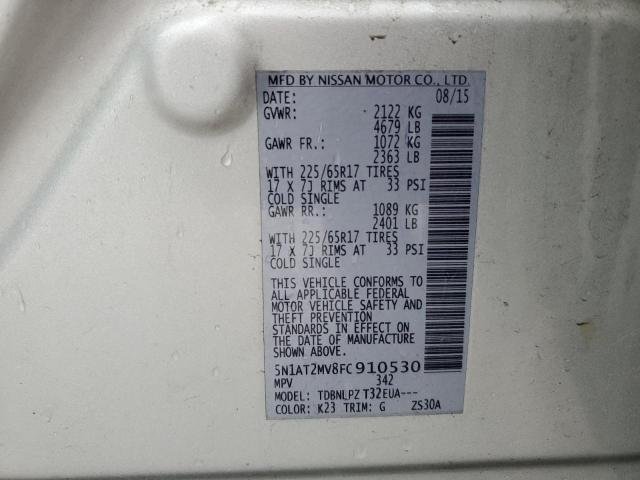 MFD BY NISSAN MOTOR CO., LTD.
DATE: 08/15
GVWR: 2122 KG
4679 LB
GAWR FR.: 1072 KG
2363 LB
WITH 225/65R17 TIRES
17 X 7J RIMS AT 33 PSI
COLD SINGLE
GAWR RR.: 1089 KG
2401 LB
WITH 225/65R17 TIRES
17 X 7J RIMS AT 33 PSI
COLD SINGLE
THIS VEHICLE CONFORMS TO
ALL APPLICABLE FEDERAL
MOTOR VEHICLE SAFETY AND
THEFT PREVENTION
STANDARDS IN EFFECT ON
THE DATE OF MANUFACTURE
SHOWN ABOVE.
5N1AT2MV8FC910530
MPV 342
MODEL: TDBNLPZ T32EUA---
COLOR: K23 TRIM: G ZS30A